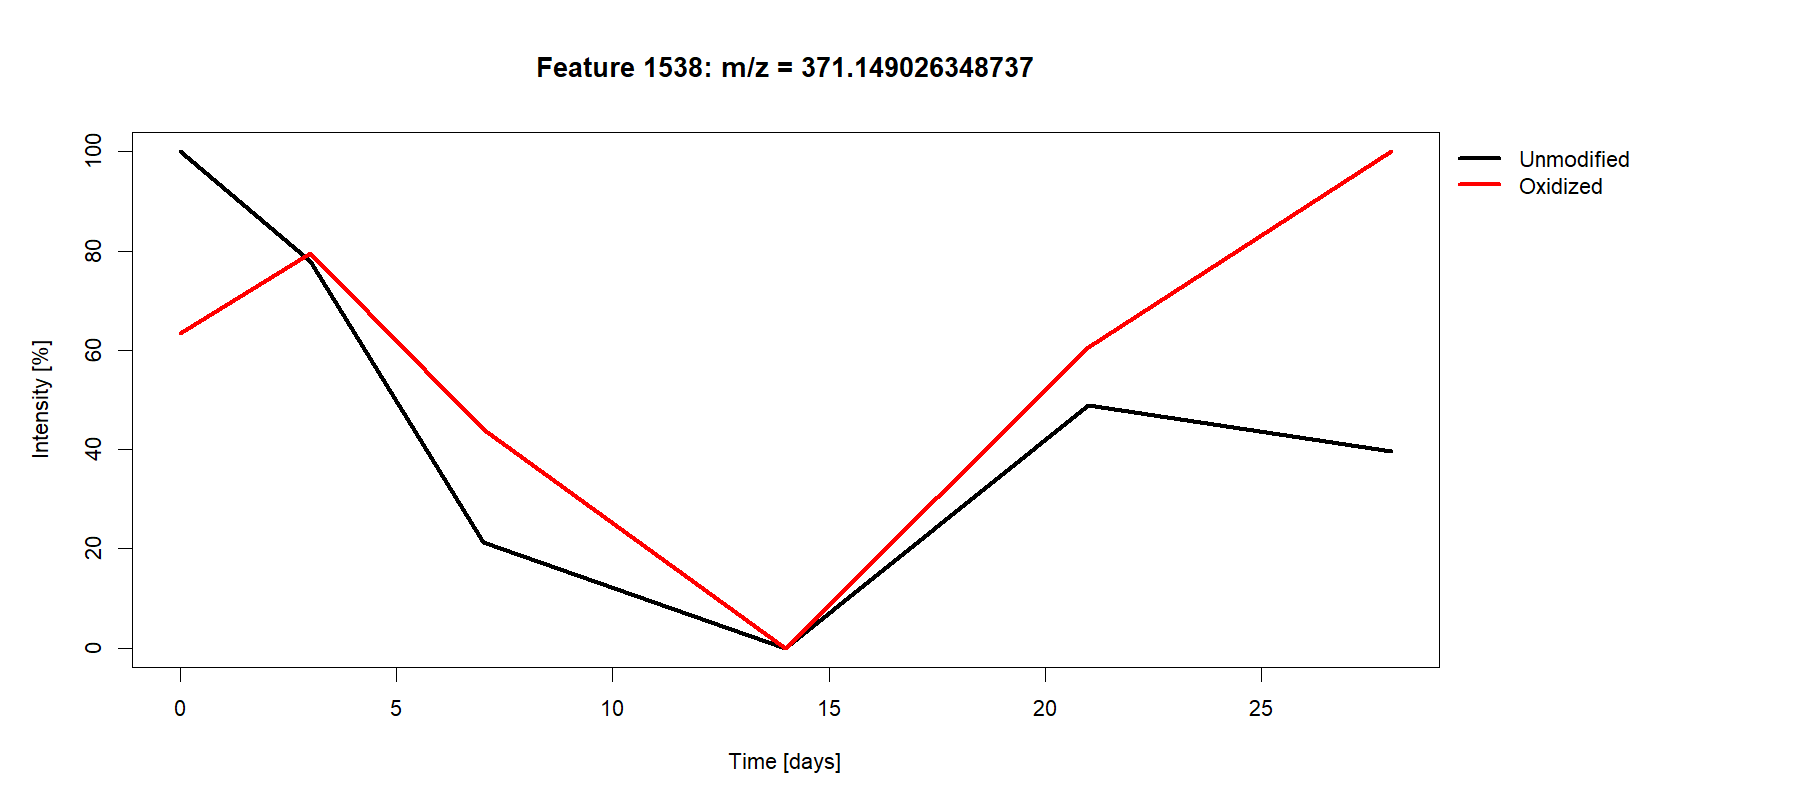 Feature 1538: m/z = 371.149026348737
100
80
60
40
20
0
Intensity [%]
0 5 10 15 20 25
Time [days]
Unmodified
Oxidized